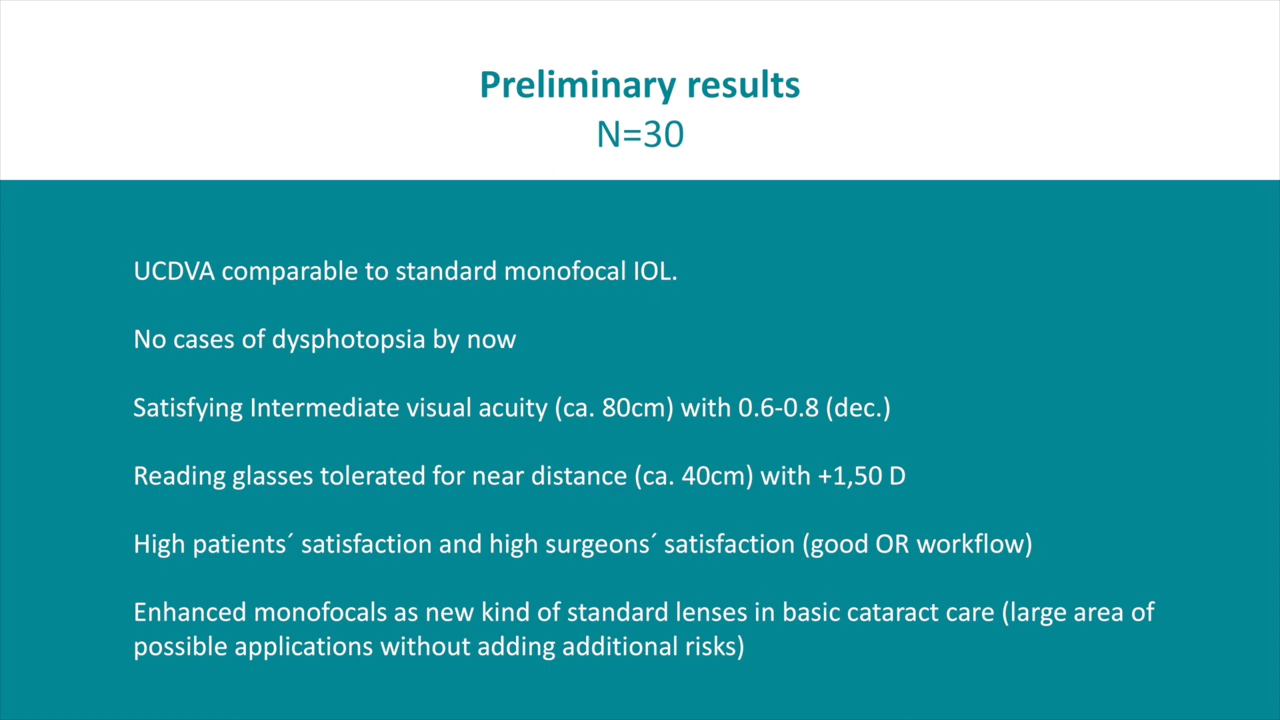 Preliminary results
N=30
UCDVA comparable to standard monofocal IOL.
No cases of dysphotopsia by now
Satisfying Intermediate visual acuity (ca. 80cm) with 0.6-0.8 (dec.)
Reading glasses tolerated for near distance (ca. 40cm) with +1,50 D
High patients´ satisfaction and high surgeons´ satisfaction (good OR workflow)
Enhanced monofocals as new kind of standard lenses in basic cataract care (large area of
possible applications without adding additional risks)